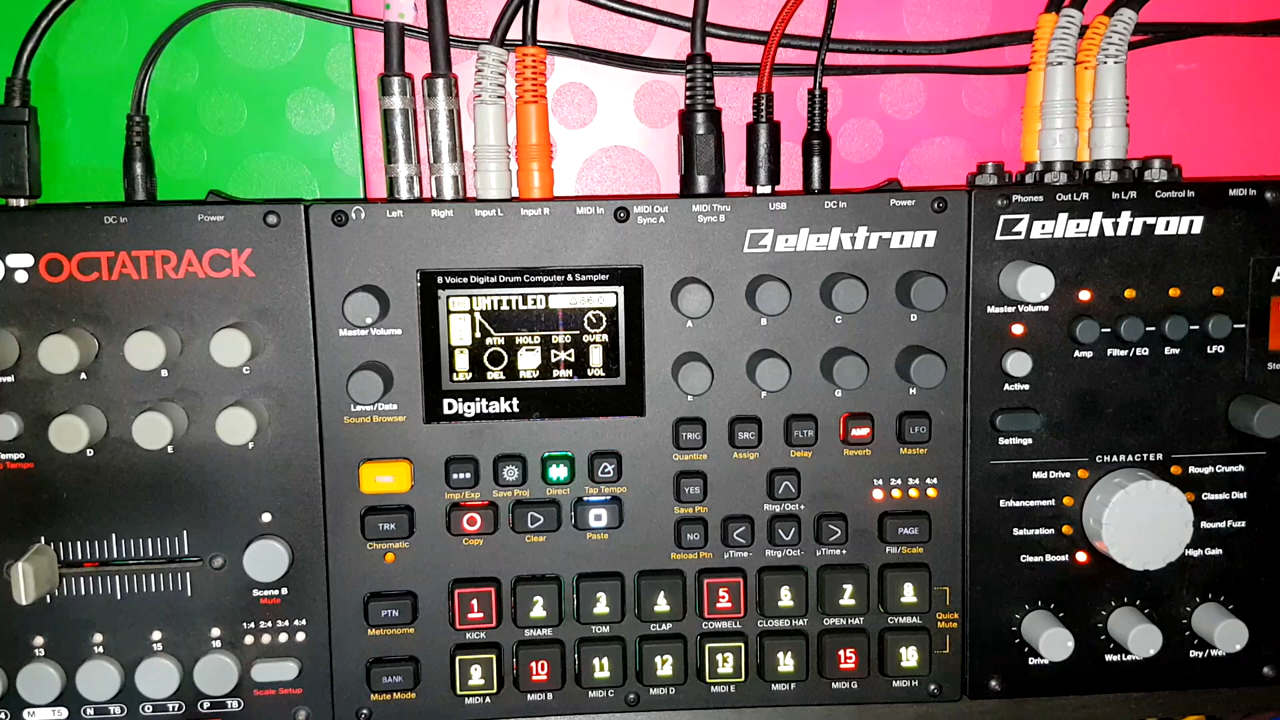 DC In
Power
OCTATRACK
A
B
C
D
E
F
Scene B
Mute
1:4 2:4 3:4 4:4
13 14 15 16
M T5 N T6 O T7 P T8
Scale Setup
Left
Right
Input L
Input R
MIDI In
MIDI Out
Sync A
MIDI Thru
Sync B
USB
DC In
Power
elektron
8 Voice Digital Drum Computer & Sampler
UNTITLED
ATK HOLD DEC OVER
LEV DEL REV PAN VOL
Digitakt
Master Volume
Level/Data
Sound Browser
A
B
C
D
E
F
G
H
TRIG
Quantize
SRC
Assign
FLTR
Delay
AMP
Reverb
LFO
Master
Imp/Exp
Save Proj
Direct
Tap Tempo
TRK
Chromatic
Copy
Clear
Paste
YES
Save Ptn
NO
Reload Ptn
Rtrg/Oct+
µTime-
Rtrg/Oct-
µTime+
1:4 2:4 3:4 4:4
PAGE
Fill/Scale
PTN
Metronome
BANK
Mute Mode
1 2 3 4 5 6 7 8
KICK SNARE TOM CLAP COWBELL CLOSED HAT OPEN HAT CYMBAL
Quick
Mute
9 10 11 12 13 14 15 16
MIDI A MIDI B MIDI C MIDI D MIDI E MIDI F MIDI G MIDI H
Phones
Out L/R
In L/R
Control In
MIDI In
elektron
Master Volume
Amp
Filter / EQ
Env
LFO
Active
Settings
CHARACTER
Mid Drive
Rough Crunch
Enhancement
Classic Dist
Saturation
Round Fuzz
Clean Boost
High Gain
Drive
Wet Level
Dry / Wet